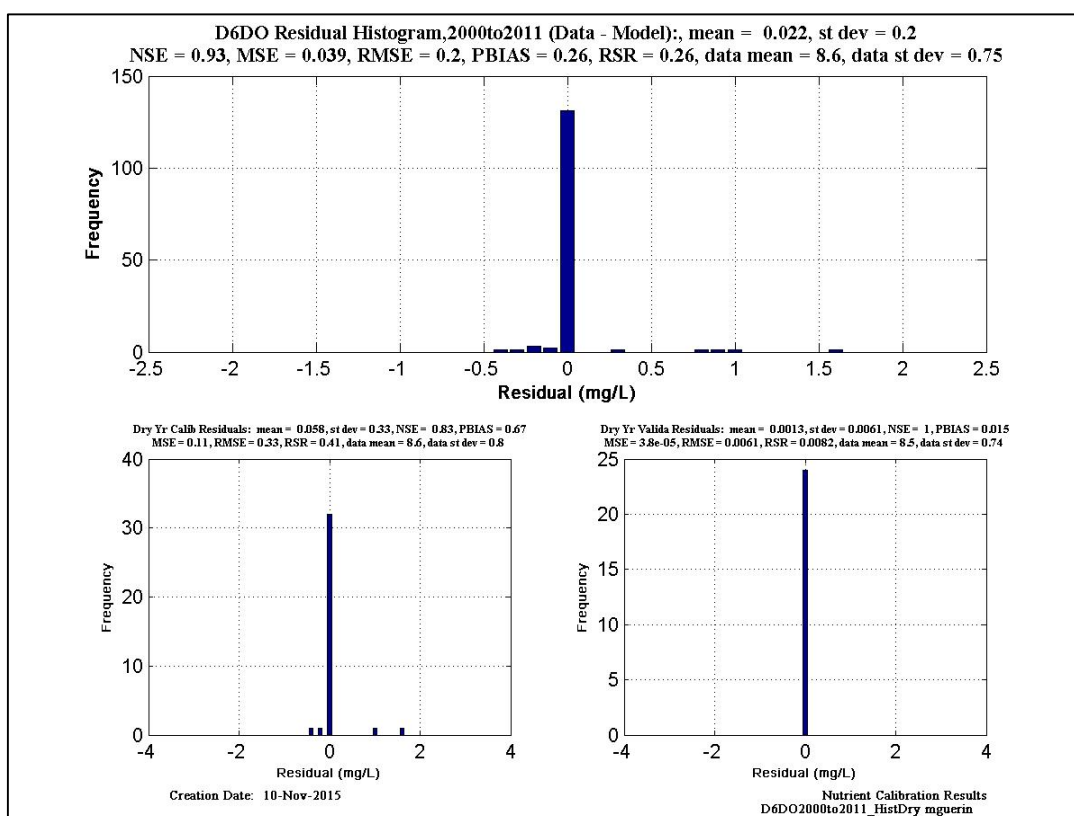 D6DO Residual Histogram,2000to2011 (Data - Model):, mean = 0.022, st dev = 0.2
NSE = 0.93, MSE = 0.039, RMSE = 0.2, PBIAS = 0.26, RSR = 0.26, data mean = 8.6, data st dev = 0.75
150
100
50
0
Frequency
-2.5 -2 -1.5 -1 -0.5 0 0.5 1 1.5 2 2.5
Residual (mg/L)
Dry Yr Calib Residuals: mean = 0.058, st dev = 0.33, NSE = 0.83, PBIAS = 0.67
MSE = 0.11, RMSE = 0.33, RSR = 0.41, data mean = 8.6, data st dev = 0.8
40
30
20
10
0
Frequency
-4 -2 0 2 4
Residual (mg/L)
Dry Yr Valida Residuals: mean = 0.0013, st dev = 0.0061, NSE = 1, PBIAS = 0.015
MSE = 3.8e-05, RMSE = 0.0061, RSR = 0.0082, data mean = 8.5, data st dev = 0.74
25
20
15
10
5
0
Frequency
-4 -2 0 2 4
Residual (mg/L)
Creation Date: 10-Nov-2015
Nutrient Calibration Results
D6DO2000to2011_HistDry mguerin